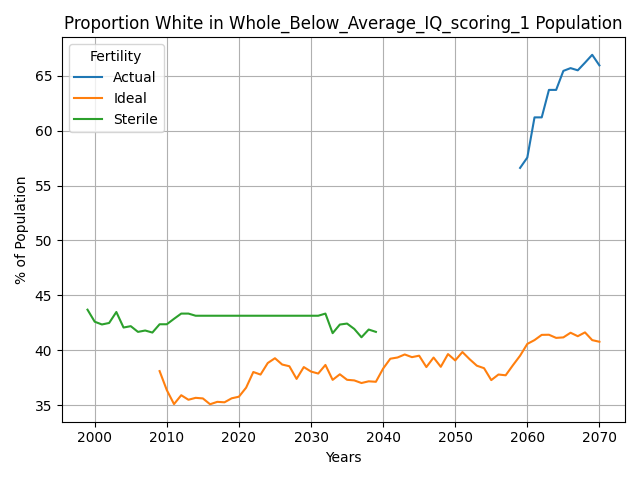 Proportion White in Whole_Below_Average_IQ_scoring_1 Population
Fertility
Actual
Ideal
Sterile
65
60
55
50
45
40
35
% of Population
2000 2010 2020 2030 2040 2050 2060 2070
Years